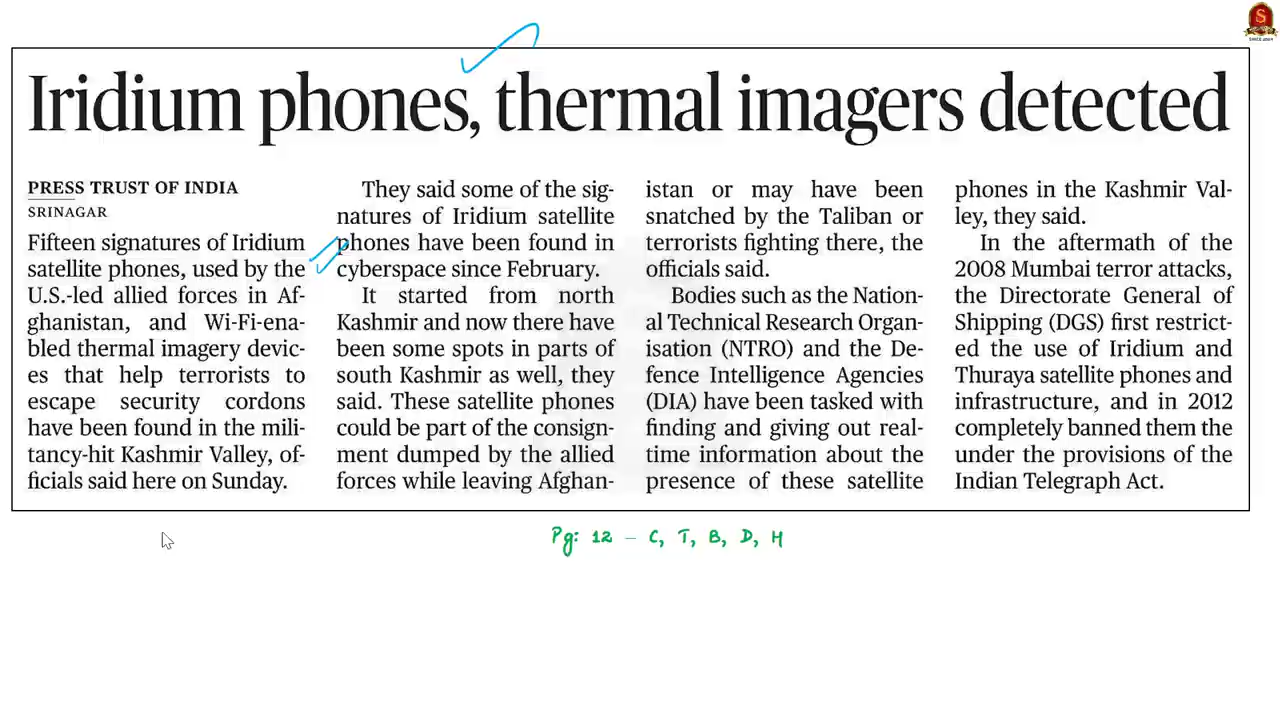 Iridium phones, thermal imagers detected
PRESS TRUST OF INDIA
SRINAGAR
Fifteen signatures of Iridium
satellite phones, used by the
U.S.-led allied forces in Af-
ghanistan, and Wi-Fi-ena-
bled thermal imagery devic-
es that help terrorists to
escape security cordons
have been found in the mili-
tancy-hit Kashmir Valley, of-
ficials said here on Sunday.
They said some of the sig-
natures of Iridium satellite
phones have been found in
cyberspace since February.
It started from north
Kashmir and now there have
been some spots in parts of
south Kashmir as well, they
said. These satellite phones
could be part of the consign-
ment dumped by the allied
forces while leaving Afghan-
istan or may have been
snatched by the Taliban or
terrorists fighting there, the
officials said.
Bodies such as the Nation-
al Technical Research Organ-
isation (NTRO) and the De-
fence Intelligence Agencies
(DIA) have been tasked with
finding and giving out real-
time information about the
presence of these satellite
phones in the Kashmir Val-
ley, they said.
In the aftermath of the
2008 Mumbai terror attacks,
the Directorate General of
Shipping (DGS) first restrict-
ed the use of Iridium and
Thuraya satellite phones and
infrastructure, and in 2012
completely banned them the
under the provisions of the
Indian Telegraph Act.
Pg: 12 - C, T, B, D, H